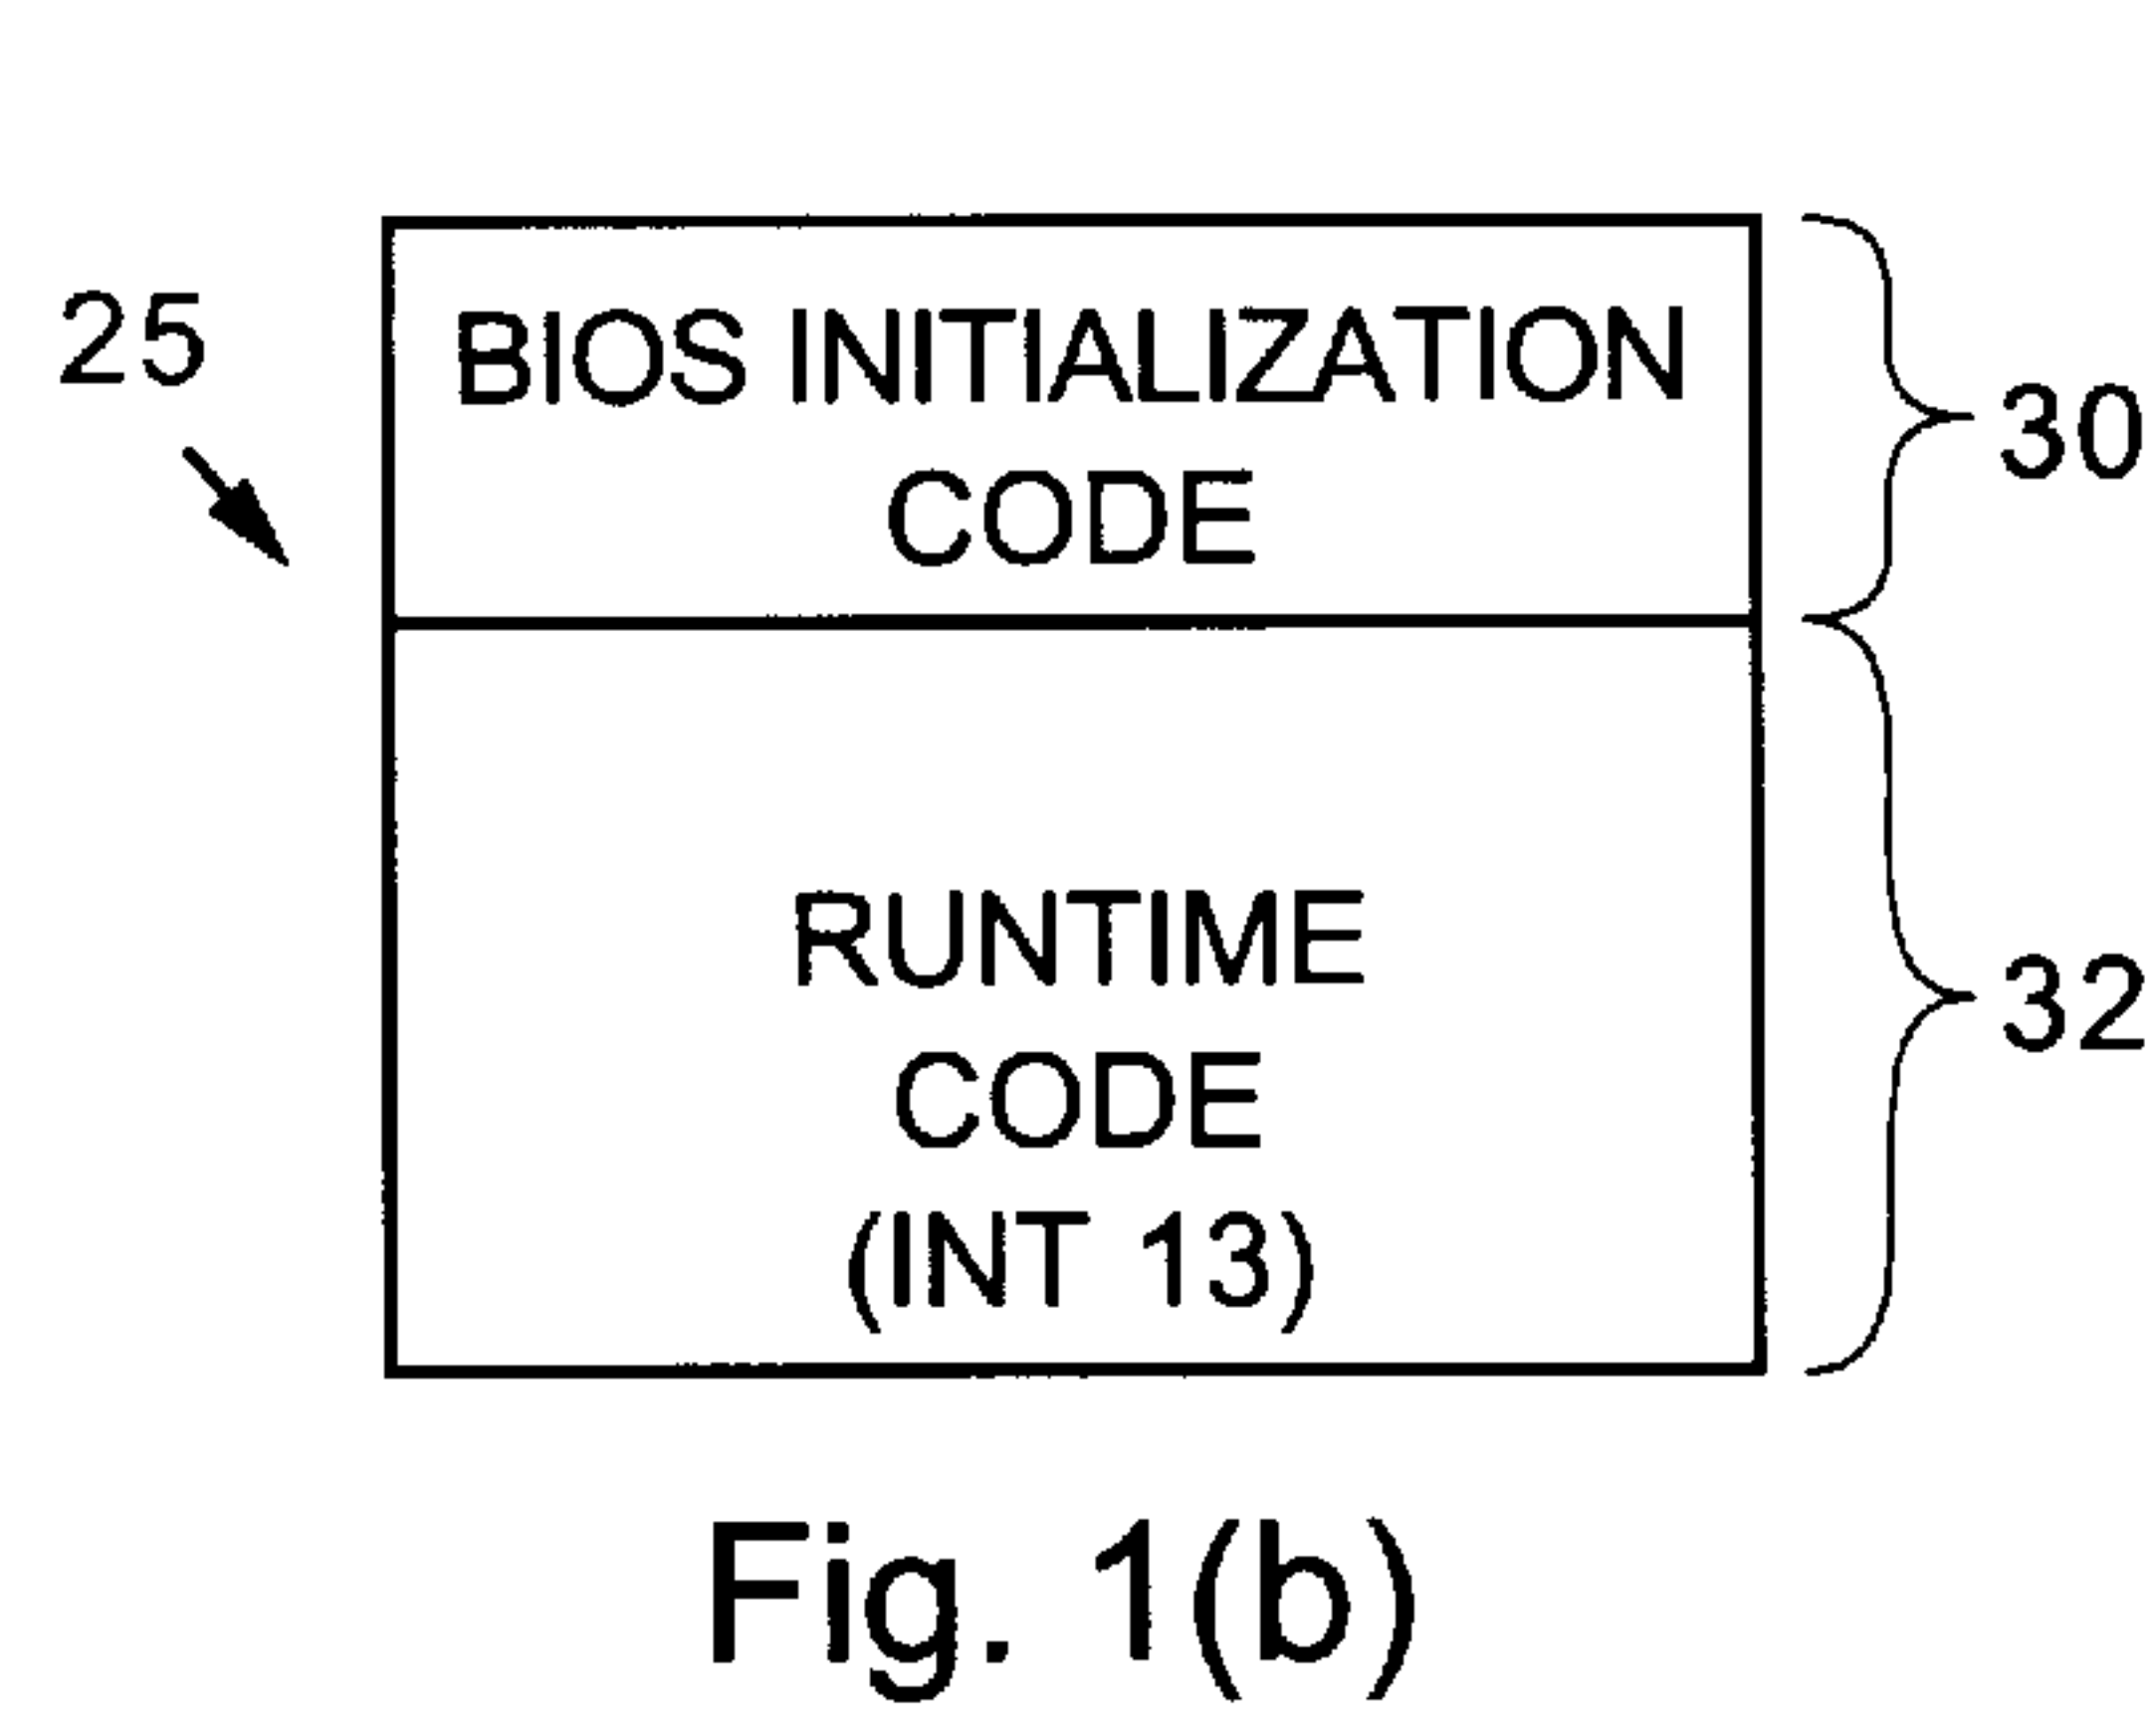 25
BIOS INITIALIZATION
CODE
30
RUNTIME
CODE
(INT 13)
32
Fig. 1(b)